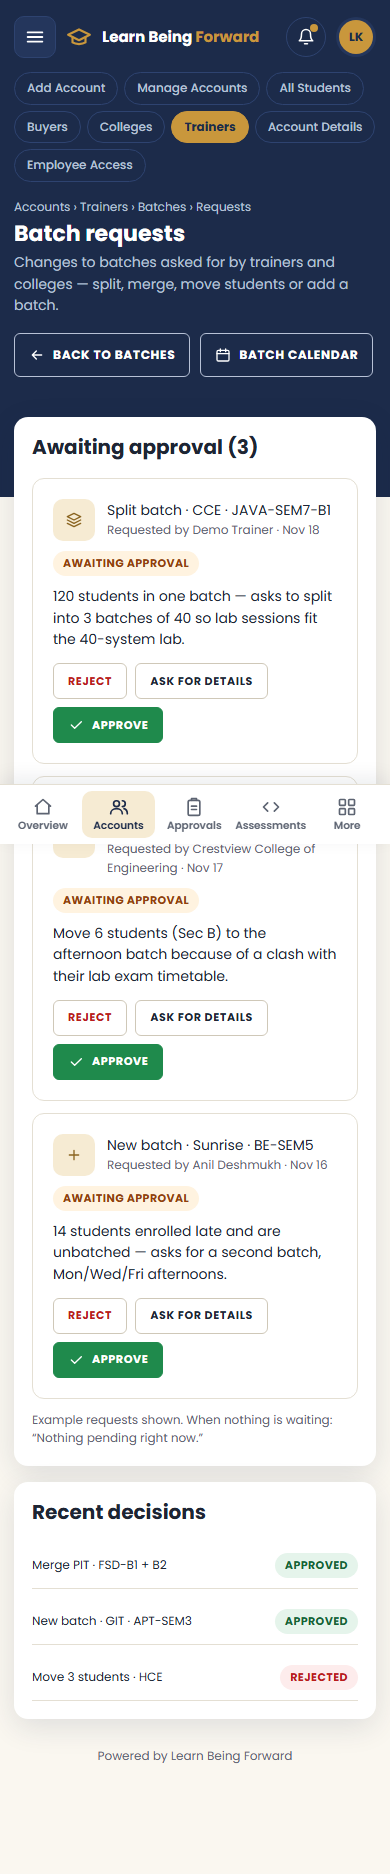 Learn Being Forward
LK
Add Account
Manage Accounts
All Students
Buyers
Colleges
Trainers
Account Details
Employee Access
Accounts › Trainers › Batches › Requests
Batch requests
Changes to batches asked for by trainers and
colleges — split, merge, move students or add a
batch.
BACK TO BATCHES
BATCH CALENDAR
Awaiting approval (3)
Split batch · CCE · JAVA-SEM7-B1
Requested by Demo Trainer · Nov 18
AWAITING APPROVAL
120 students in one batch — asks to split
into 3 batches of 40 so lab sessions fit
the 40-system lab.
REJECT
ASK FOR DETAILS
APPROVE
Overview
Accounts
Approvals
Assessments
More
Requested by Crestview College of
Engineering · Nov 17
AWAITING APPROVAL
Move 6 students (Sec B) to the
afternoon batch because of a clash with
their lab exam timetable.
REJECT
ASK FOR DETAILS
APPROVE
New batch · Sunrise · BE-SEM5
Requested by Anil Deshmukh · Nov 16
AWAITING APPROVAL
14 students enrolled late and are
unbatched — asks for a second batch,
Mon/Wed/Fri afternoons.
REJECT
ASK FOR DETAILS
APPROVE
Example requests shown. When nothing is waiting:
“Nothing pending right now.”
Recent decisions
Merge PIT · FSD-B1 + B2
APPROVED
New batch · GIT · APT-SEM3
APPROVED
Move 3 students · HCE
REJECTED
Powered by Learn Being Forward